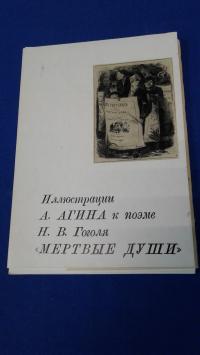 Иллюстрации
А. АГИНА к поэме
Н. В. Гоголя
«МЕРТВЫЕ ДУШИ»